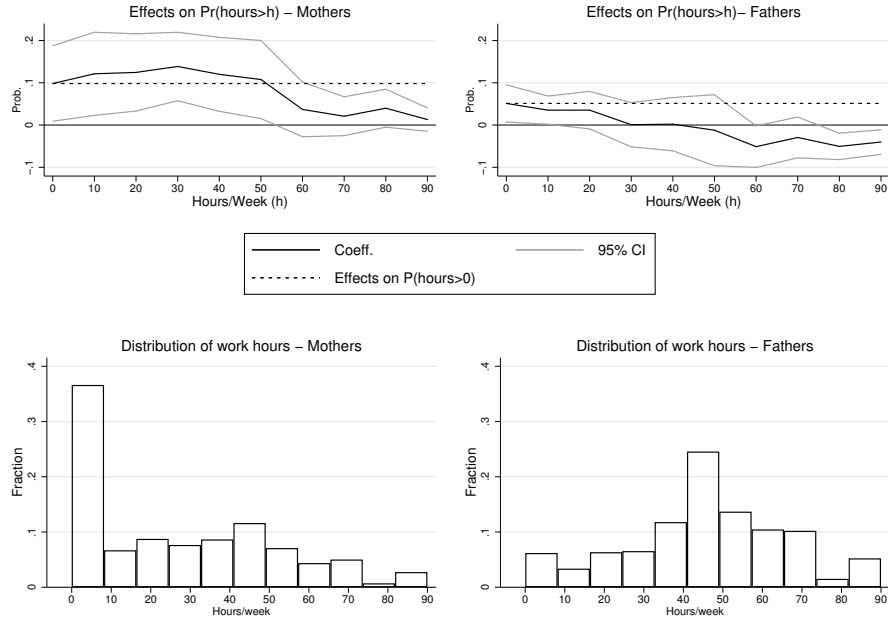 Effects on Pr(hours>h) – Mothers
Prob.
.2
.1
0
-.1
0 10 20 30 40 50 60 70 80 90
Hours/Week (h)
Effects on Pr(hours>h)– Fathers
Prob.
.2
.1
0
-.1
0 10 20 30 40 50 60 70 80 90
Hours/Week (h)
Coeff.
95% CI
Effects on P(hours>0)
Distribution of work hours – Mothers
Fraction
.4
.3
.2
.1
0
0 10 20 30 40 50 60 70 80 90
Hours/week
Distribution of work hours – Fathers
Fraction
.4
.3
.2
.1
0
0 10 20 30 40 50 60 70 80 90
Hours/week